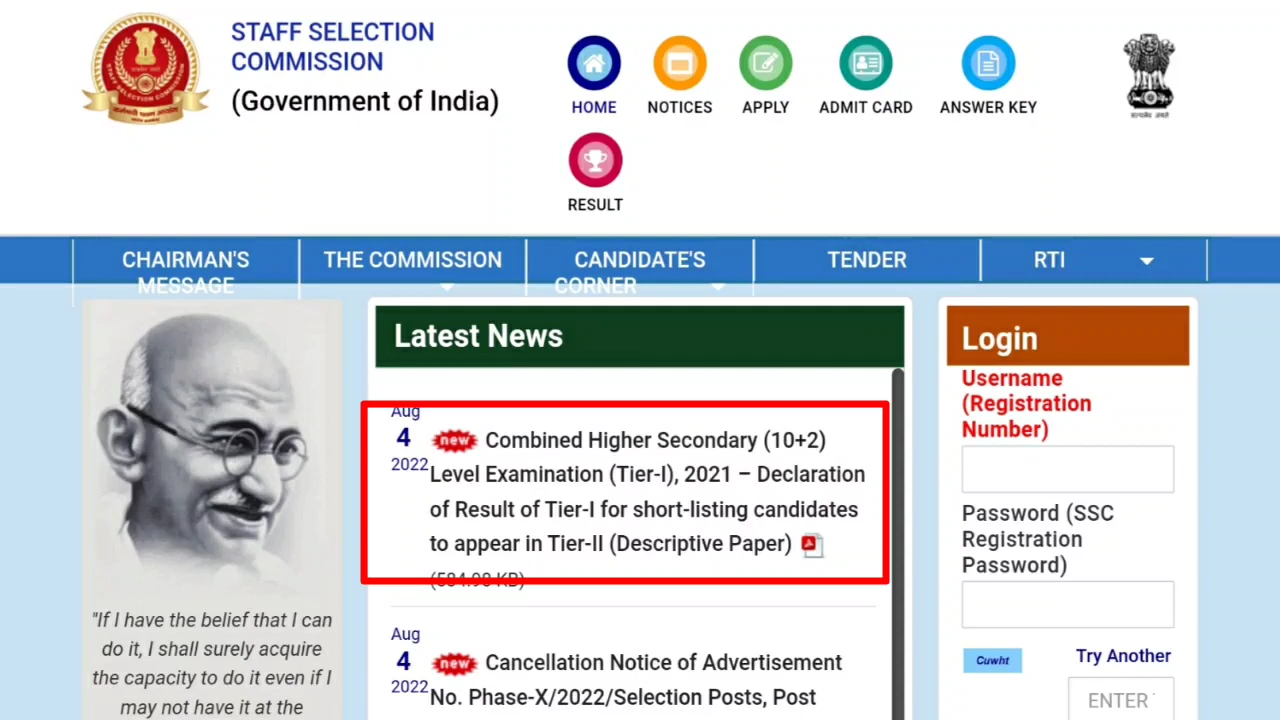 STAFF SELECTION
COMMISSION
(Government of India)
HOME
NOTICES
APPLY
ADMIT CARD
ANSWER KEY
RESULT
CHAIRMAN'S
MESSAGE
THE COMMISSION
CANDIDATE'S
CORNER
TENDER
RTI
"If I have the belief that I can
do it, I shall surely acquire
the capacity to do it even if I
may not have it at the
Latest News
Aug
4
2022
new Combined Higher Secondary (10+2)
Level Examination (Tier-I), 2021 – Declaration
of Result of Tier-I for short-listing candidates
to appear in Tier-II (Descriptive Paper)
(584.98 KB)
Aug
4
2022
new Cancellation Notice of Advertisement
No. Phase-X/2022/Selection Posts, Post
Login
Username
(Registration
Number)
Password (SSC
Registration
Password)
Cuwht
Try Another
ENTER